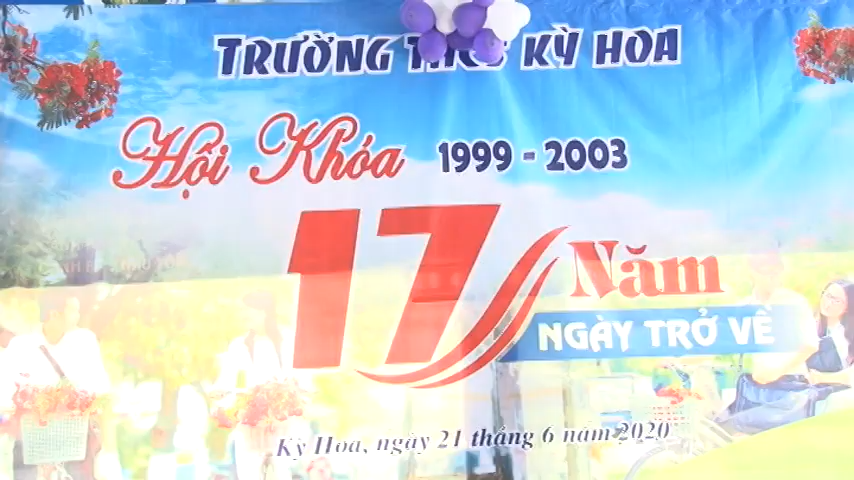 TRƯỜNG THCS KỲ HOA
Hội Khóa 1999 - 2003
17 Năm
NGÀY TRỞ VỀ
Kỳ Hoa, ngày 21 tháng 6 năm 2020